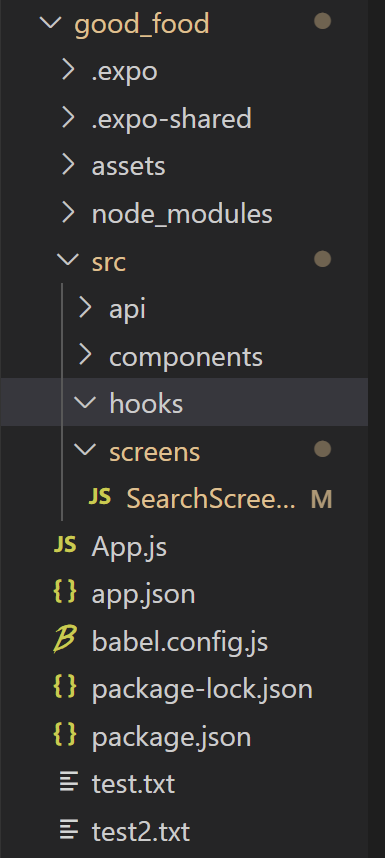 good_food
.expo
.expo-shared
assets
node_modules
src
api
components
hooks
screens
JS SearchScree... M
JS App.js
{} app.json
babel.config.js
{} package-lock.json
{} package.json
test.txt
test2.txt